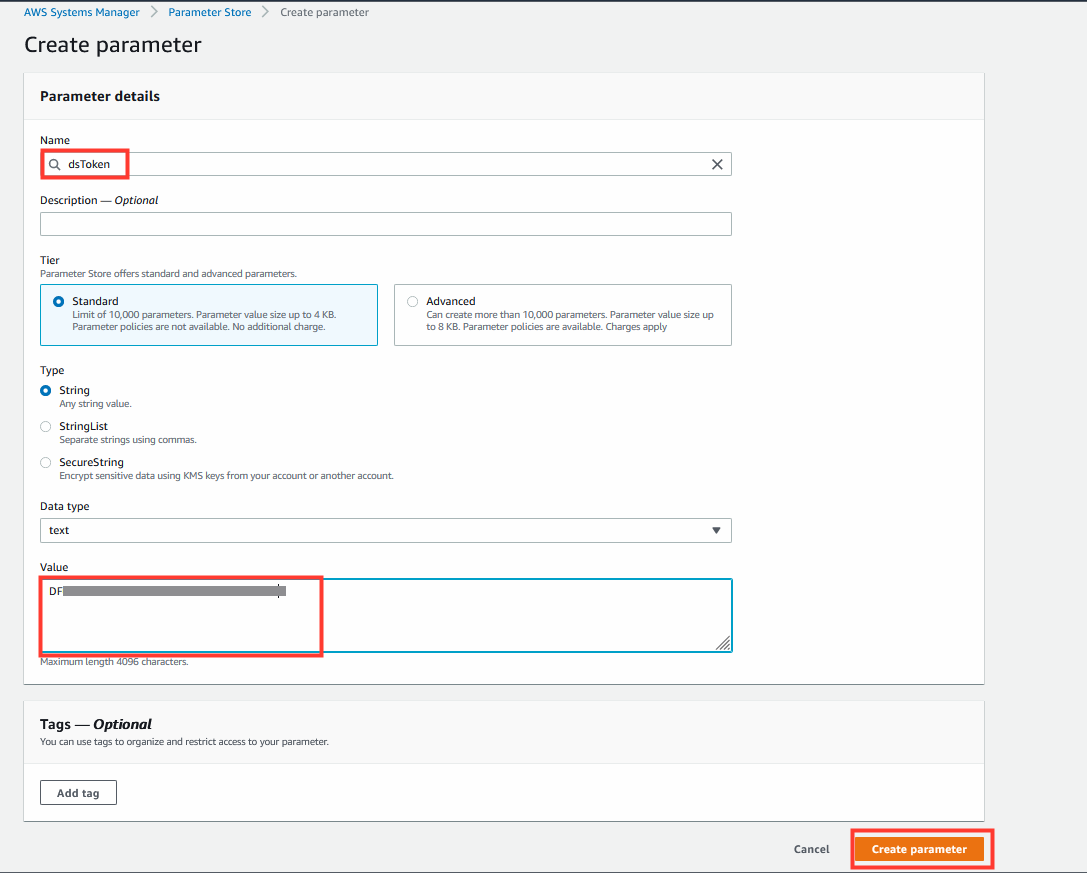 AWS Systems Manager > Parameter Store > Create parameter
Create parameter
Parameter details
Name
dsToken
Description — Optional
Tier
Parameter Store offers standard and advanced parameters.
Standard
Limit of 10,000 parameters. Parameter value size up to 4 KB.
Parameter policies are not available. No additional charge.
Advanced
Can create more than 10,000 parameters. Parameter value size up
to 8 KB. Parameter policies are available. Charges apply
Type
String
Any string value.
StringList
Separate strings using commas.
SecureString
Encrypt sensitive data using KMS keys from your account or another account.
Data type
text
Value
DF
Maximum length 4096 characters.
Tags — Optional
You can use tags to organize and restrict access to your parameter.
Add tag
Cancel
Create parameter